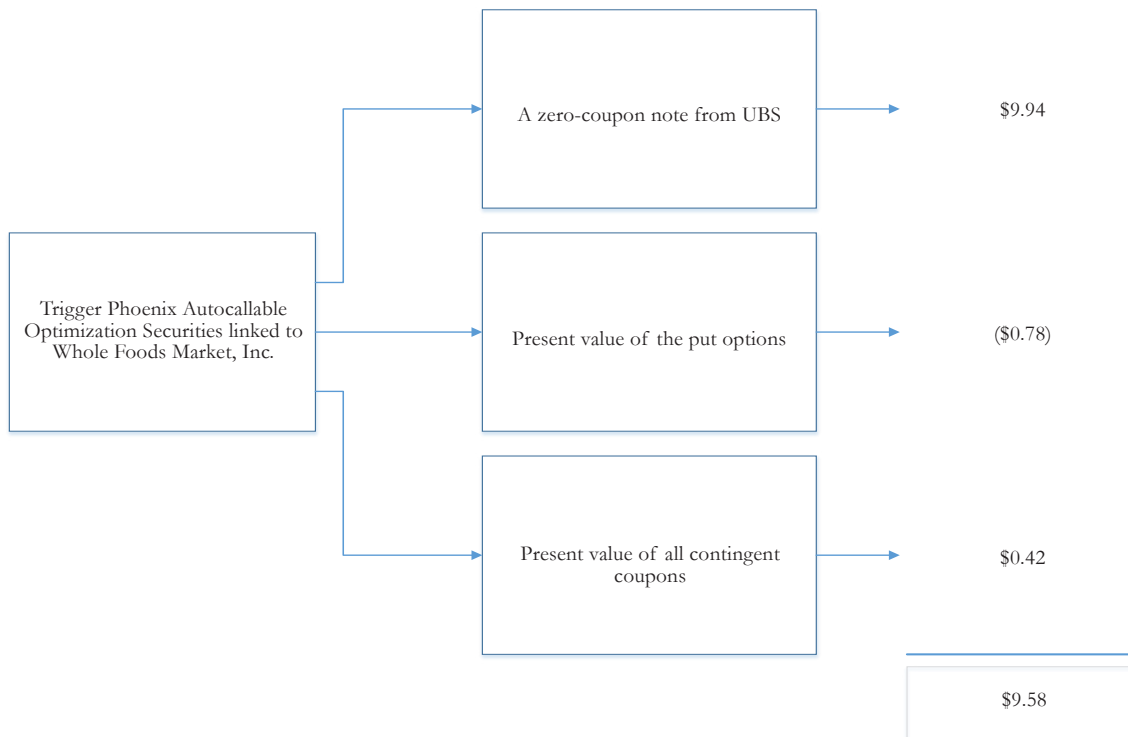 A zero-coupon note from UBS
$9.94
Trigger Phoenix Autocallable
Optimization Securities linked to
Whole Foods Market, Inc.
Present value of the put options
($0.78)
Present value of all contingent
coupons
$0.42
$9.58